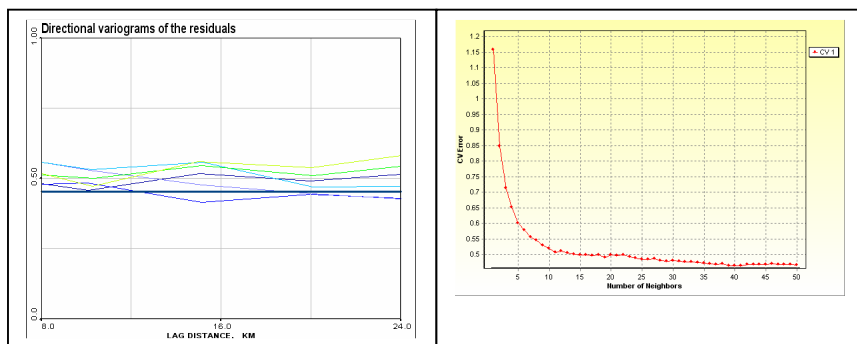 Directional variograms of the residuals
1.00
0.50
0.0
8.0 16.0 24.0
LAG DISTANCE. KM
1.2
1.15
1.1
1.05
1
0.95
0.9
0.85
0.8
0.75
0.7
0.65
0.6
0.55
0.5
CV Error
5 10 15 20 25 30 35 40 45 50
Number of Neighbors
CV 1